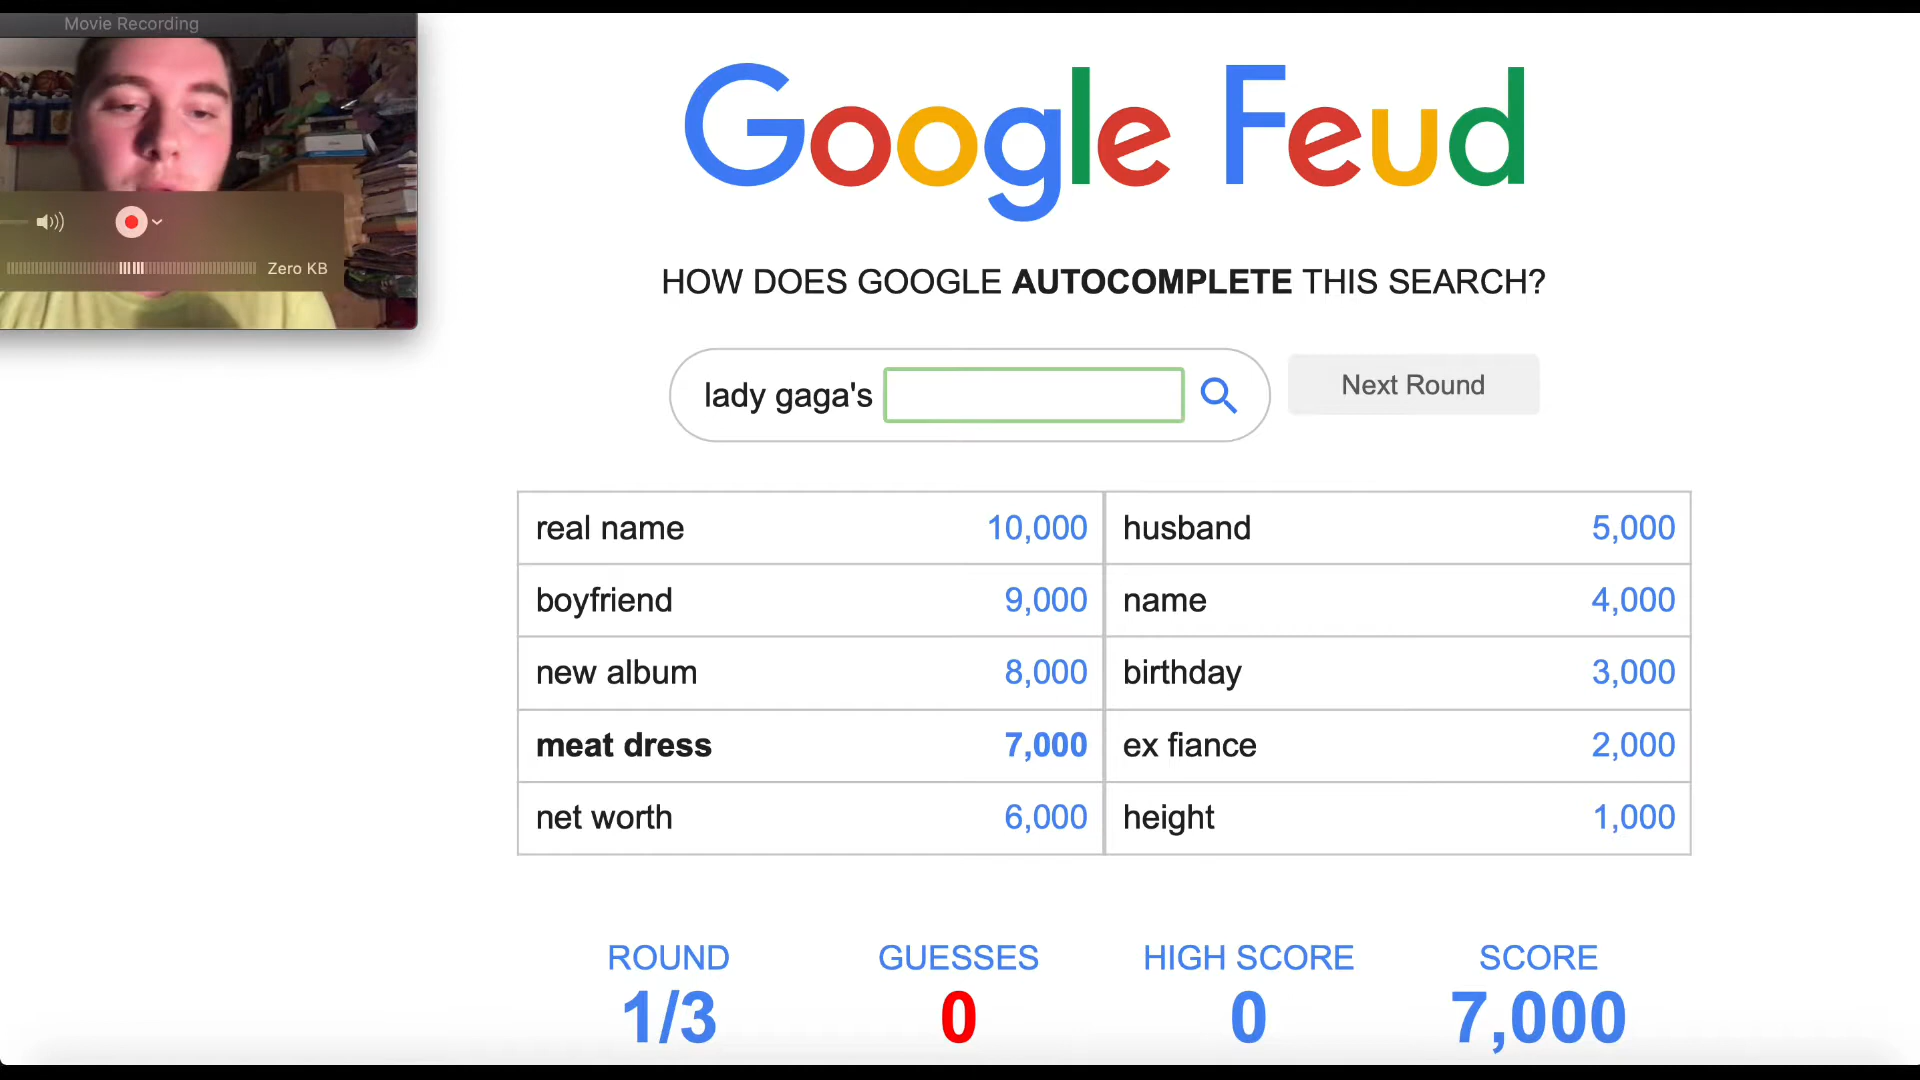 Movie Recording
Zero KB
Google Feud
HOW DOES GOOGLE AUTOCOMPLETE THIS SEARCH?
lady gaga's
Next Round
real name 10,000 husband 5,000
boyfriend 9,000 name 4,000
new album 8,000 birthday 3,000
meat dress 7,000 ex fiance 2,000
net worth 6,000 height 1,000
ROUND GUESSES HIGH SCORE SCORE
1/3 0 0 7,000